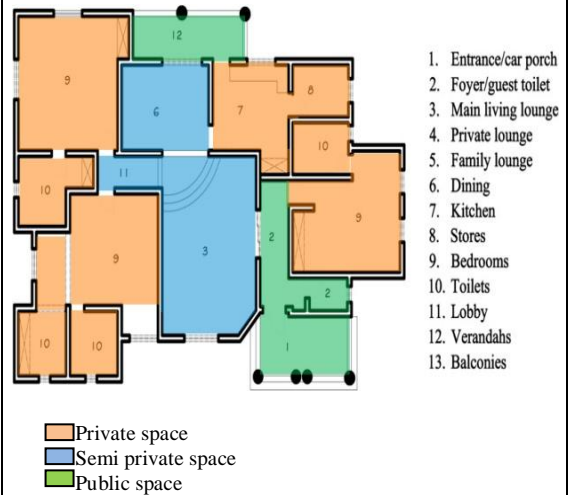 12
9
6
7
8
10
10
11
9
3
2
9
2
10
10
1
1. Entrance/car porch
2. Foyer/guest toilet
3. Main living lounge
4. Private lounge
5. Family lounge
6. Dining
7. Kitchen
8. Stores
9. Bedrooms
10. Toilets
11. Lobby
12. Verandahs
13. Balconies
Private space
Semi private space
Public space